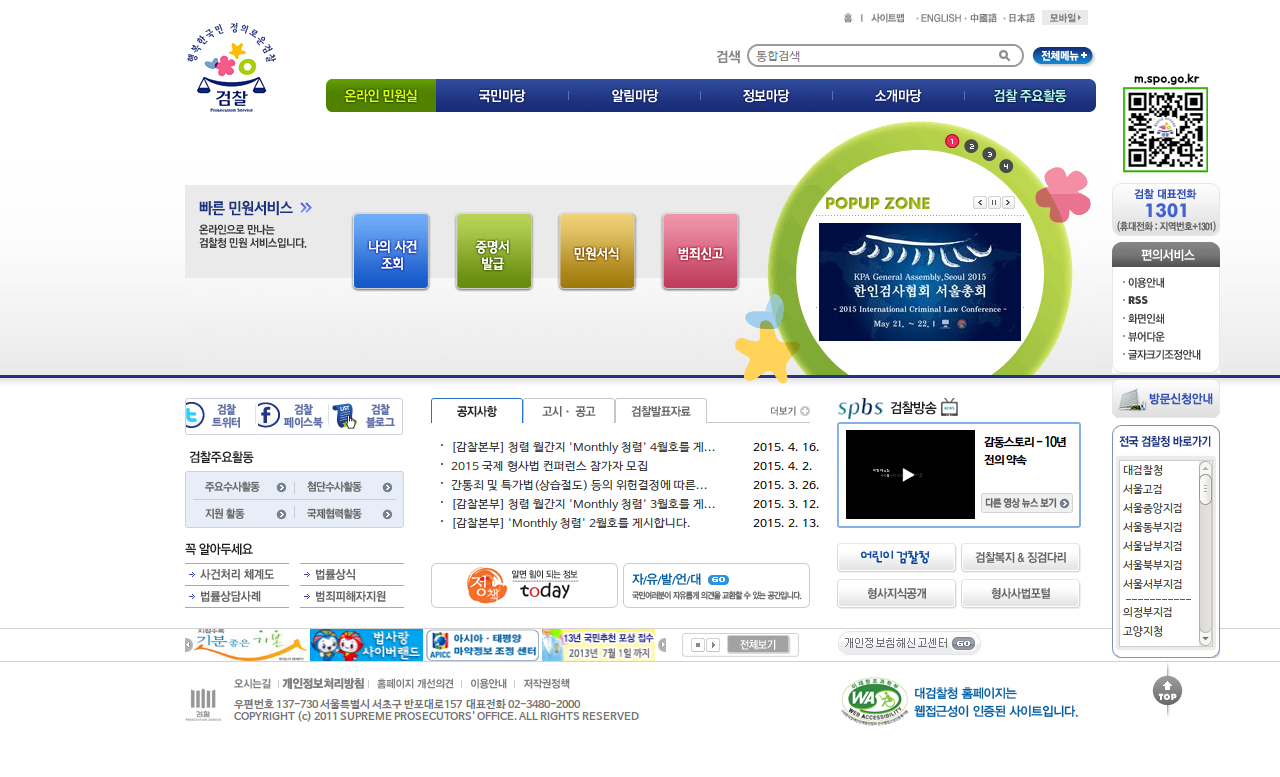 홈 | 사이트맵 ENGLISH 中國語 日本語 모바일
행복한국민 정의로운검찰
검찰
Prosecution Service
검색 통합검색 전체메뉴
온라인 민원실 국민마당 알림마당 정보마당 소개마당 검찰 주요활동
m.spo.go.kr
1 2 3 4
빠른 민원서비스
온라인으로 만나는
검찰청 민원 서비스입니다.
나의 사건
조회
증명서
발급
민원서식
범죄신고
POPUP ZONE
KPA General Assembly, Seoul 2015
한인검사협회 서울총회
- 2015 International Criminal Law Conference -
May 21. ~ 22. |
검찰 대표전화
1301
(휴대전화 : 지역번호+1301)
편의서비스
이용안내
RSS
화면인쇄
뷰어다운
글자크기조정안내
방문신청안내
전국 검찰청 바로가기
대검찰청
서울고검
서울중앙지검
서울동부지검
서울남부지검
서울북부지검
서울서부지검
-----------
의정부지검
고양지청
검찰
트위터
검찰
페이스북
검찰
블로그
검찰주요활동
주요수사활동 첨단수사활동
지원 활동 국제협력활동
꼭 알아두세요
사건처리 체계도 법률상식
법률상담사례 범죄피해자지원
공지사항 고시 · 공고 검찰발표자료 더보기
[감찰본부] 청렴 월간지 'Monthly 청렴' 4월호를 게... 2015. 4. 16.
2015 국제 형사법 컨퍼런스 참가자 모집 2015. 4. 2.
간통죄 및 특가법(상습절도) 등의 위헌결정에 따른... 2015. 3. 26.
[감찰본부] 청렴 월간지 'Monthly 청렴' 3월호를 게... 2015. 3. 12.
[감찰본부] 'Monthly 청렴' 2월호를 게시합니다. 2015. 2. 13.
정책 알면 힘이 되는 정보
today
자/유/발/언/대 GO
국민여러분이 자유롭게 의견을 교환할 수 있는 공간입니다.
spbs 검찰방송
감동스토리 - 10년
전의 약속
다른 영상 뉴스 보기
어린이 검찰청 검찰복지 & 징검다리
형사지식공개 형사사법포털
기분좋은 변화
법사랑
사이버랜드
APICC 아시아 · 태평양
마약정보 조정 센터
13년 국민추천 포상 접수
2013년 7월 1일 까지
전체보기
개인정보침해신고센터 GO
오시는길 개인정보처리방침 홈페이지 개선의견 이용안내 저작권정책
검찰
우편번호 137-730 서울특별시 서초구 반포대로157 대표전화 02-3480-2000
COPYRIGHT (c) 2011 SUPREME PROSECUTORS' OFFICE. ALL RIGHTS RESERVED
WA
WEB ACCESSIBILITY
대검찰청 홈페이지는
웹접근성이 인증된 사이트입니다.
TOP